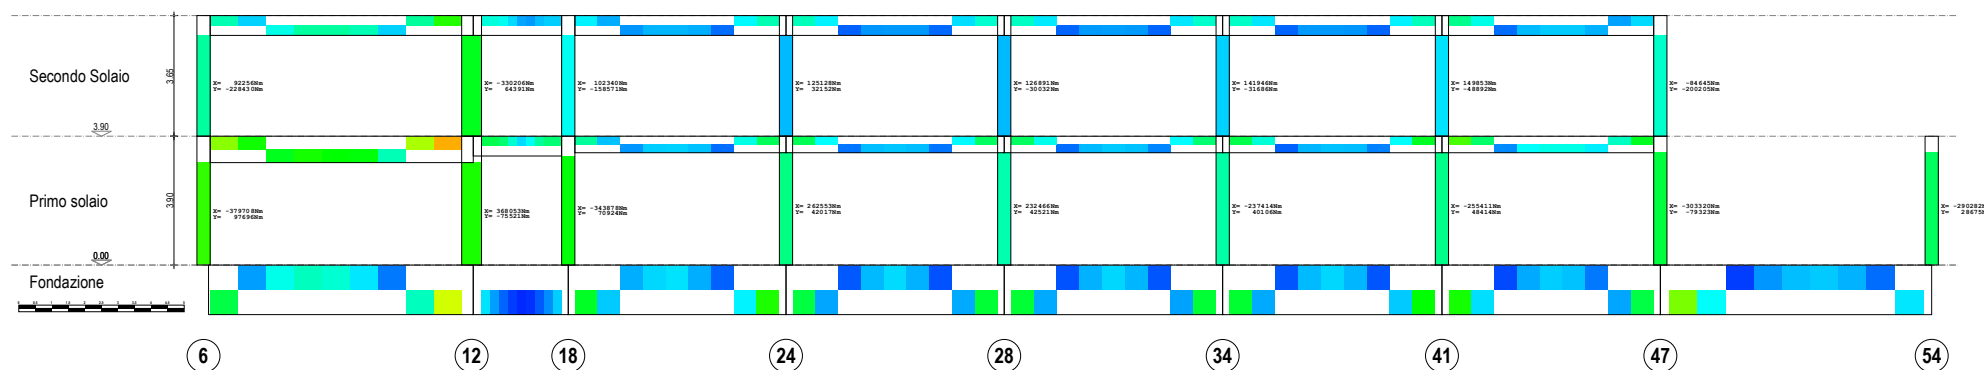 Secondo Solaio
3.65
X=   92256Nm
Y= -228430Nm
X= -330206Nm
Y=   64391Nm
X=  102340Nm
Y= -158571Nm
X= 125128Nm
Y=  32152Nm
X= 126891Nm
Y= -30032Nm
X= 141946Nm
Y= -31686Nm
X= 149853Nm
Y= -48892Nm
X=  -84645Nm
Y= -200205Nm
3.90
Primo solaio
3.90
X= -379708Nm
Y=   97696Nm
X= 368053Nm
Y= -75521Nm
X= -343878Nm
Y=   70924Nm
X= 262553Nm
Y=  42017Nm
X= 232466Nm
Y=  42521Nm
X= -237414Nm
Y=   40106Nm
X= -255411Nm
Y=   48414Nm
X= -303320Nm
Y=  -79323Nm
X= -290282N
Y=   28675N
0.00
Fondazione
6
12
18
24
28
34
41
47
54